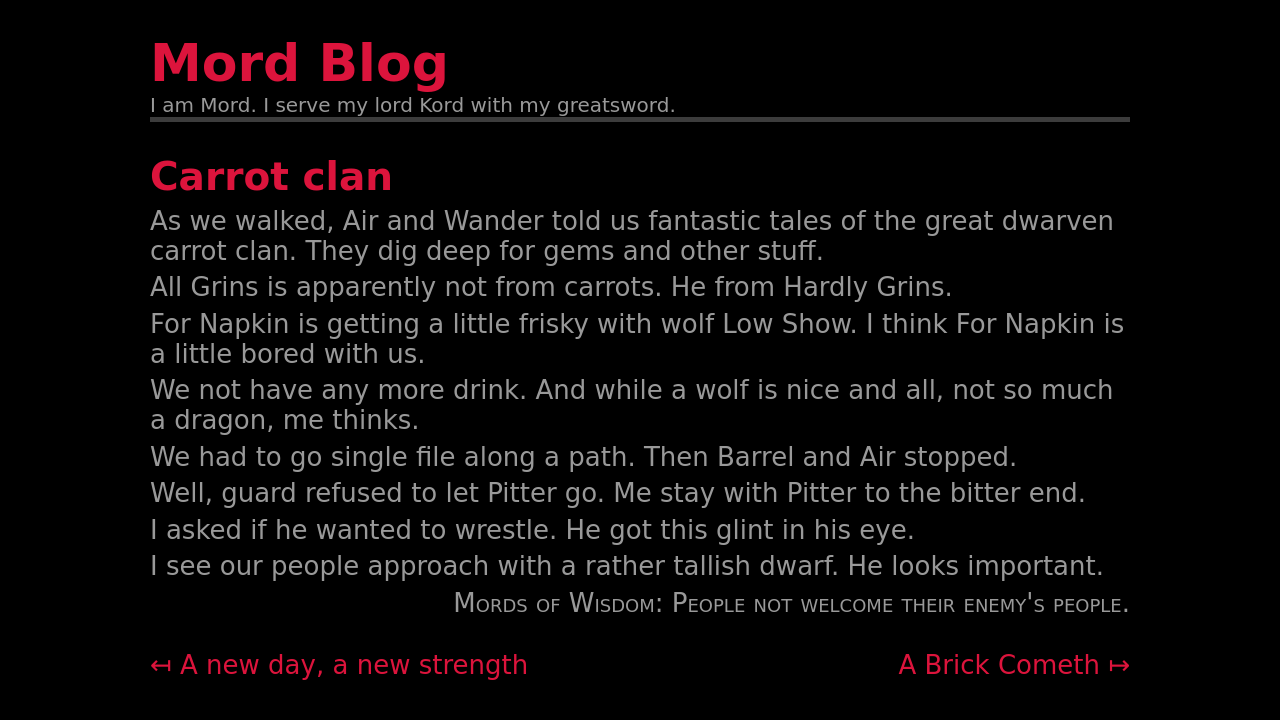 Mord Blog
I am Mord. I serve my lord Kord with my greatsword.
Carrot clan
As we walked, Air and Wander told us fantastic tales of the great dwarven
carrot clan. They dig deep for gems and other stuff.
All Grins is apparently not from carrots. He from Hardly Grins.
For Napkin is getting a little frisky with wolf Low Show. I think For Napkin is
a little bored with us.
We not have any more drink. And while a wolf is nice and all, not so much
a dragon, me thinks.
We had to go single file along a path. Then Barrel and Air stopped.
Well, guard refused to let Pitter go. Me stay with Pitter to the bitter end.
I asked if he wanted to wrestle. He got this glint in his eye.
I see our people approach with a rather tallish dwarf. He looks important.
Mords of Wisdom: People not welcome their enemy's people.
↤ A new day, a new strength
A Brick Cometh ↦